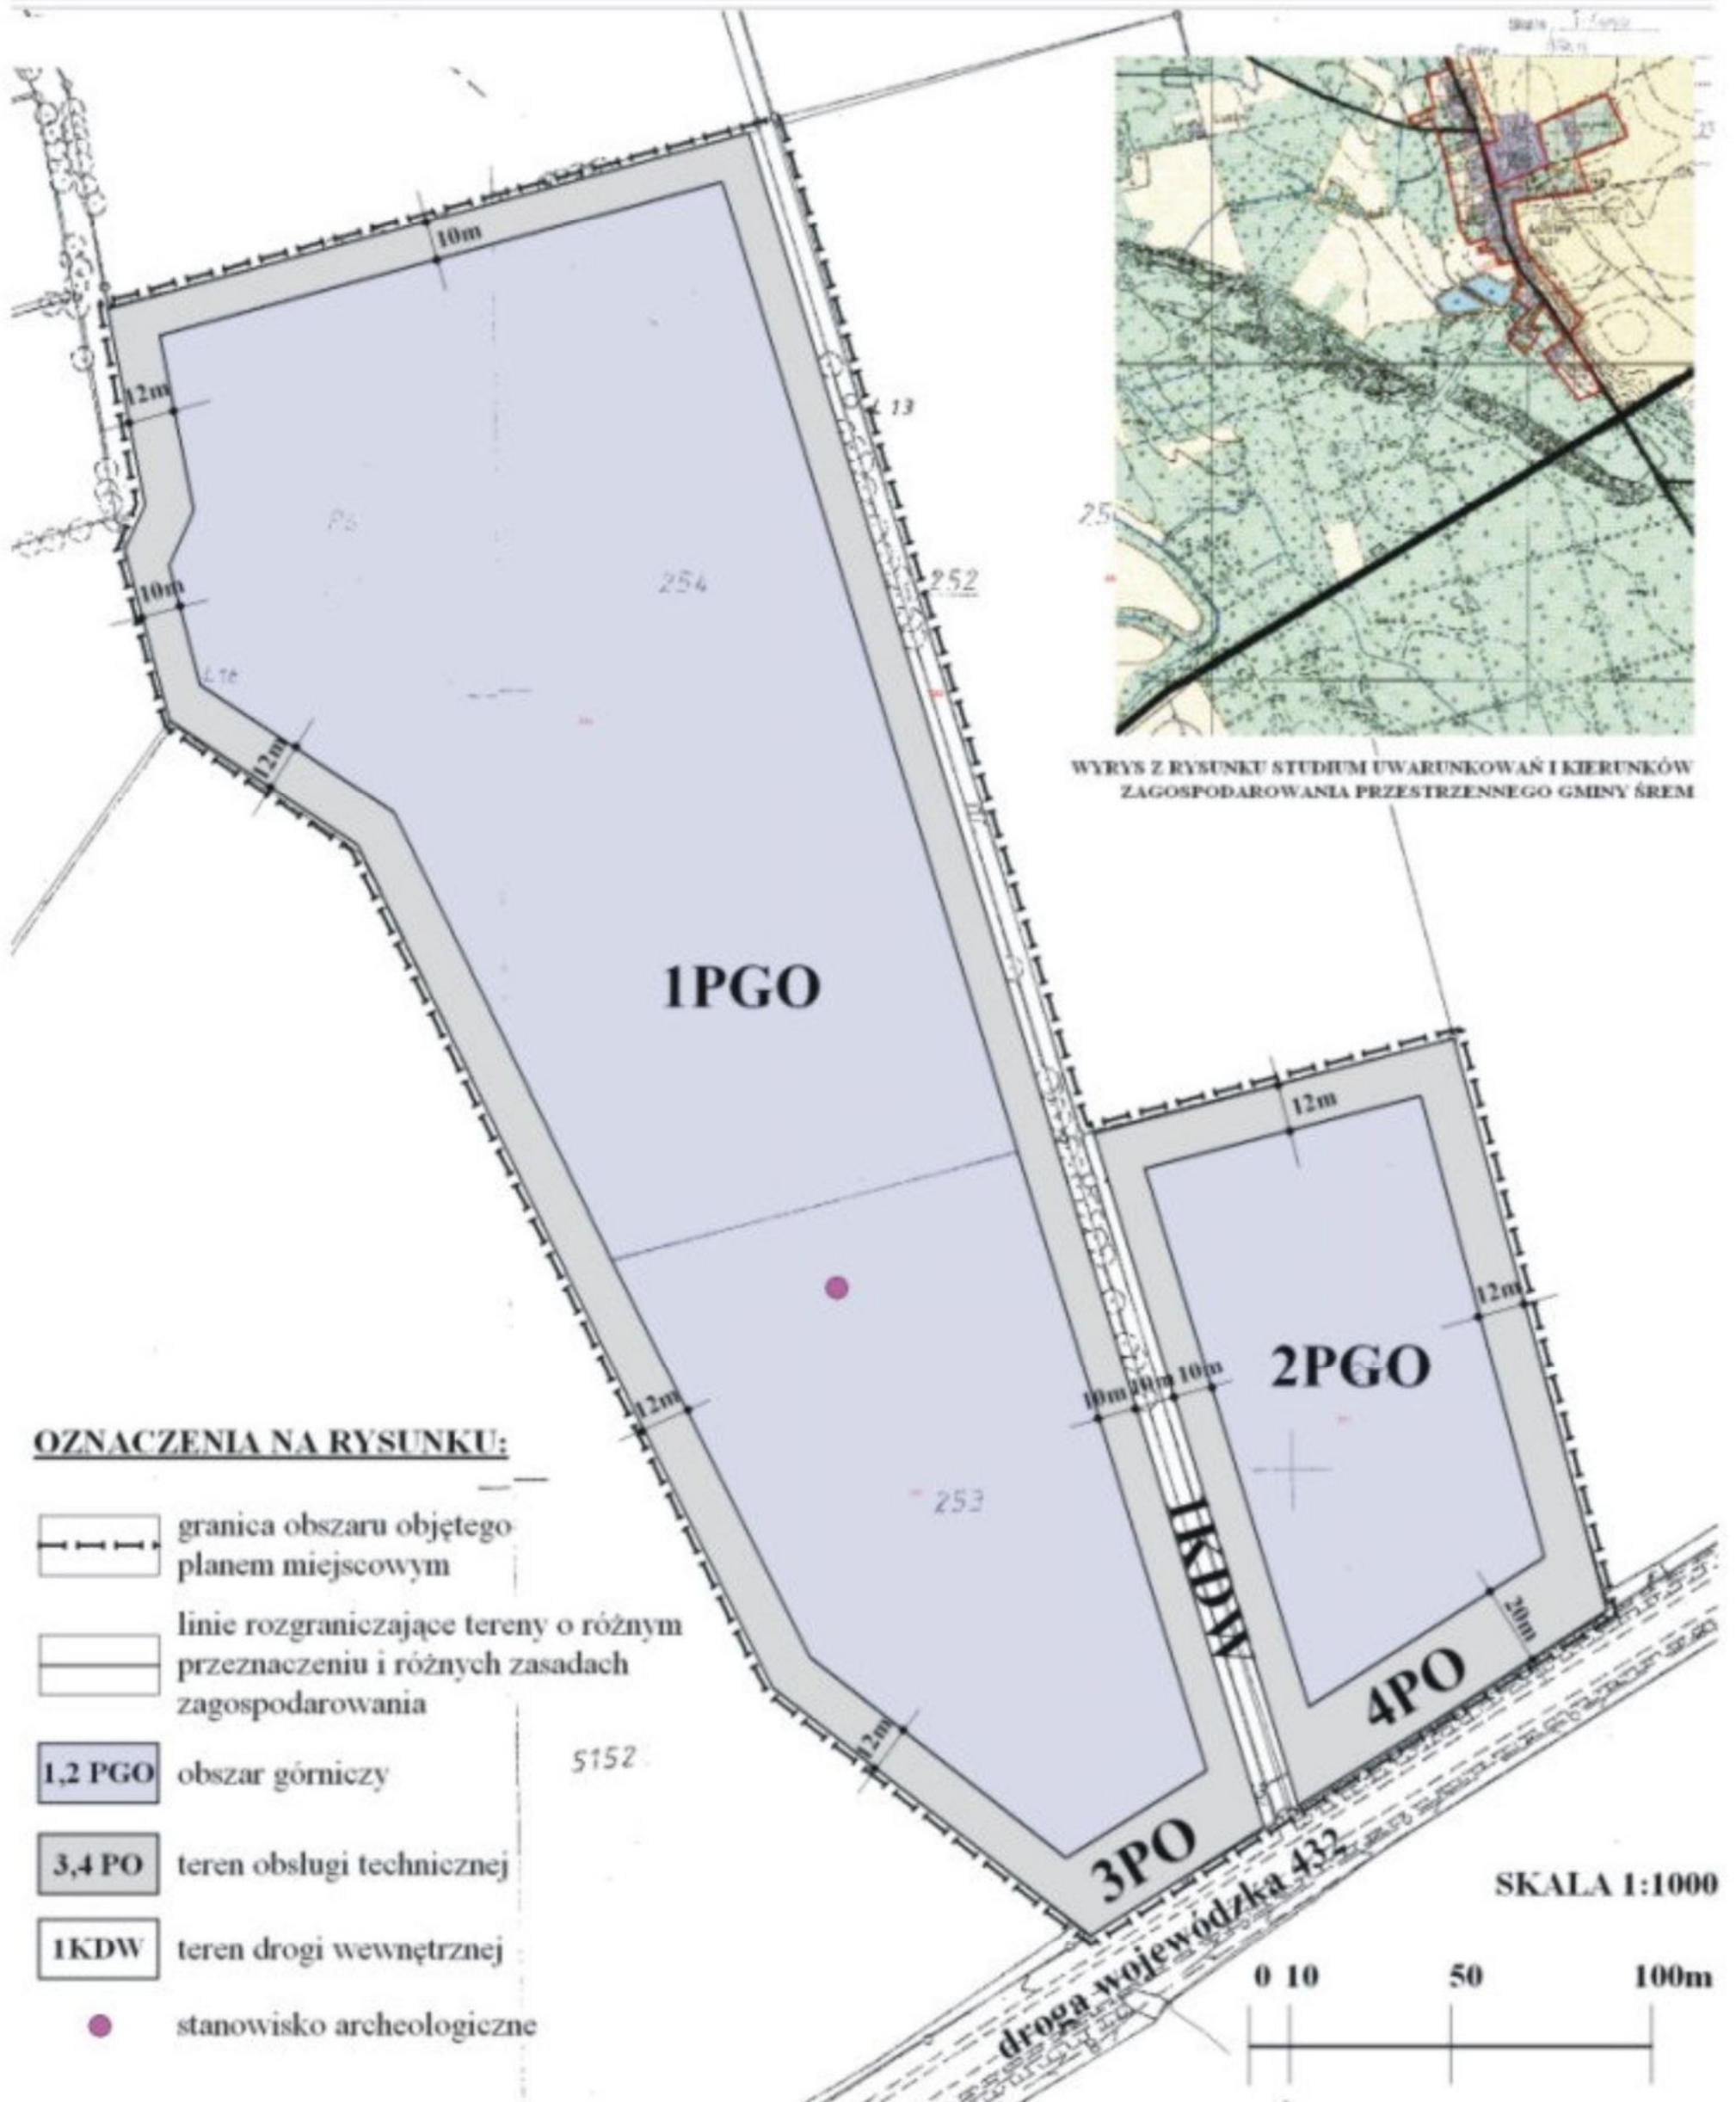 10m
12m
L 13
252
254
10m
12m
WYRYS Z RYSUNKU STUDIUM UWARUNKOWAŃ I KIERUNKÓW
ZAGOSPODAROWANIA PRZESTRZENNEGO GMINY ŚREM
1PGO
12m
12m
2PGO
10m 10m 10m
12m
253
1KDW
20m
4PO
12m
3PO
droga wojewódzka 432
5152
OZNACZENIA NA RYSUNKU:
granica obszaru objętego
planem miejscowym
linie rozgraniczające tereny o różnym
przeznaczeniu i różnych zasadach
zagospodarowania
1,2 PGO obszar górniczy
3,4 PO teren obsługi technicznej
1KDW teren drogi wewnętrznej
stanowisko archeologiczne
SKALA 1:1000
0 10 50 100m